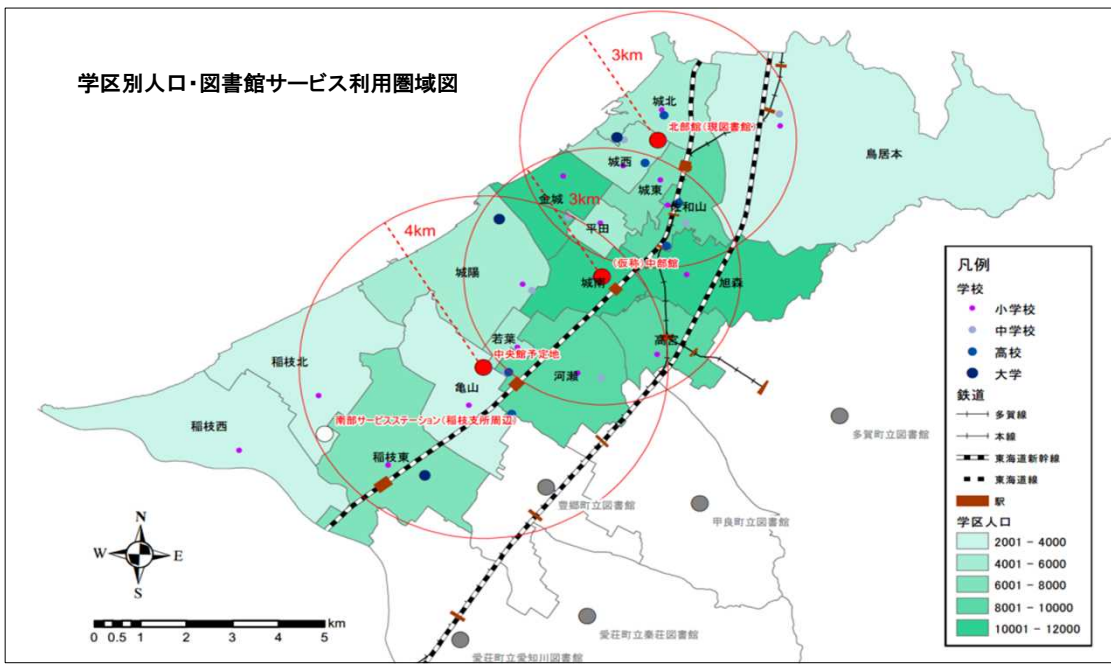 学区別人口・図書館サービス利用圏域図
3km
城北
北部館(現図書館)
鳥居本
城西
城東
金城
3km
佐和山
平田
4km
城陽
(仮称)中部館
城南
旭森
若葉
高宮
中央館予定地
稲枝北
河瀬
亀山
南部サービスステーション(稲枝支所周辺)
稲枝西
稲枝東
多賀町立図書館
豊郷町立図書館
甲良町立図書館
愛荘町立秦荘図書館
愛荘町立愛知川図書館
N
W
E
S
0 0.5 1 2 3 4 5
km
凡例
学校
小学校
中学校
高校
大学
鉄道
多賀線
本線
東海道新幹線
東海道線
駅
学区人口
2001 - 4000
4001 - 6000
6001 - 8000
8001 - 10000
10001 - 12000